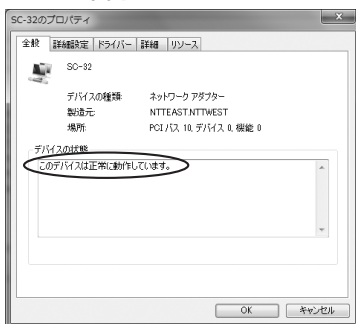 SC-32のプロパティ
全般 詳細設定 ドライバー 詳細 リソース
SC-32
デバイスの種類: ネットワーク アダプター
製造元: NTTEAST.NTTWEST
場所: PCI バス 10, デバイス 0, 機能 0
デバイスの状態
このデバイスは正常に動作しています。
OK キャンセル